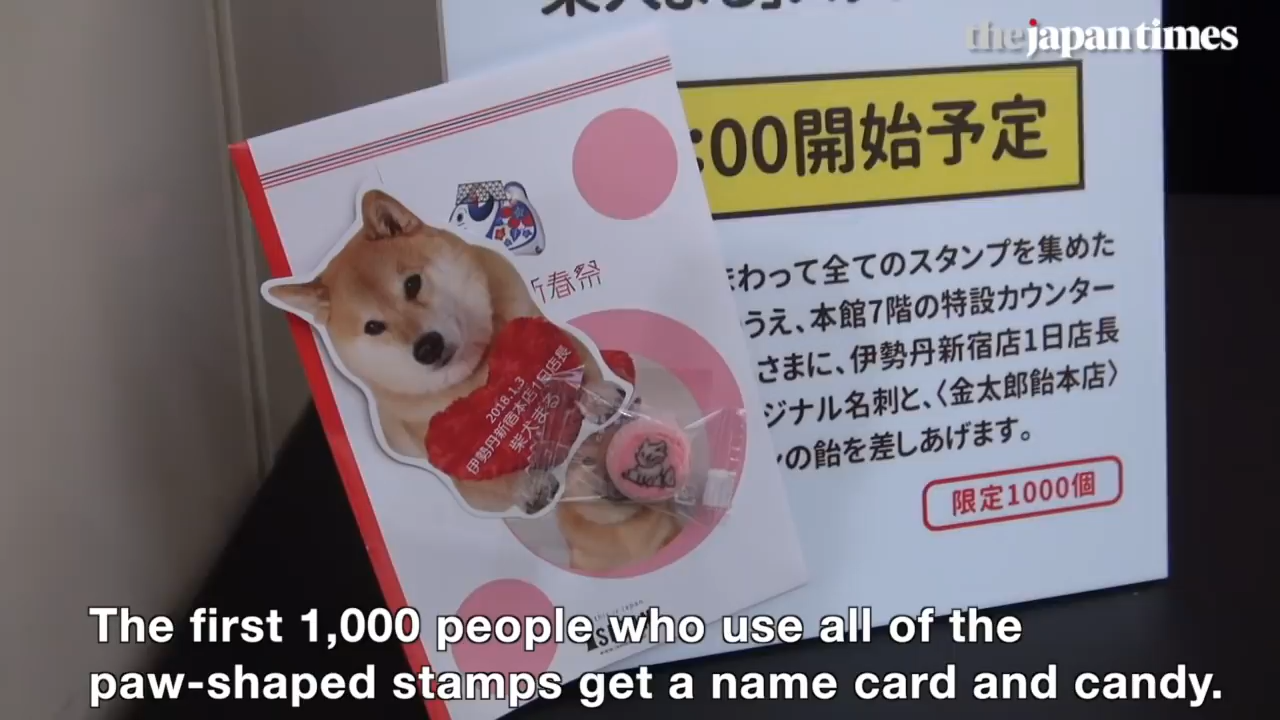 柴犬まる
the japan times
:00開始予定
新春祭
まわって全てのスタンプを集めた
うえ、本館7階の特設カウンター
さまに、伊勢丹新宿店1日店長
ジナル名刺と、〈金太郎飴本店〉
の飴を差しあげます。
限定1000個
2018.1.3
伊勢丹新宿本店1日店長
柴犬まる
The first 1,000 people who use all of the
paw-shaped stamps get a name card and candy.